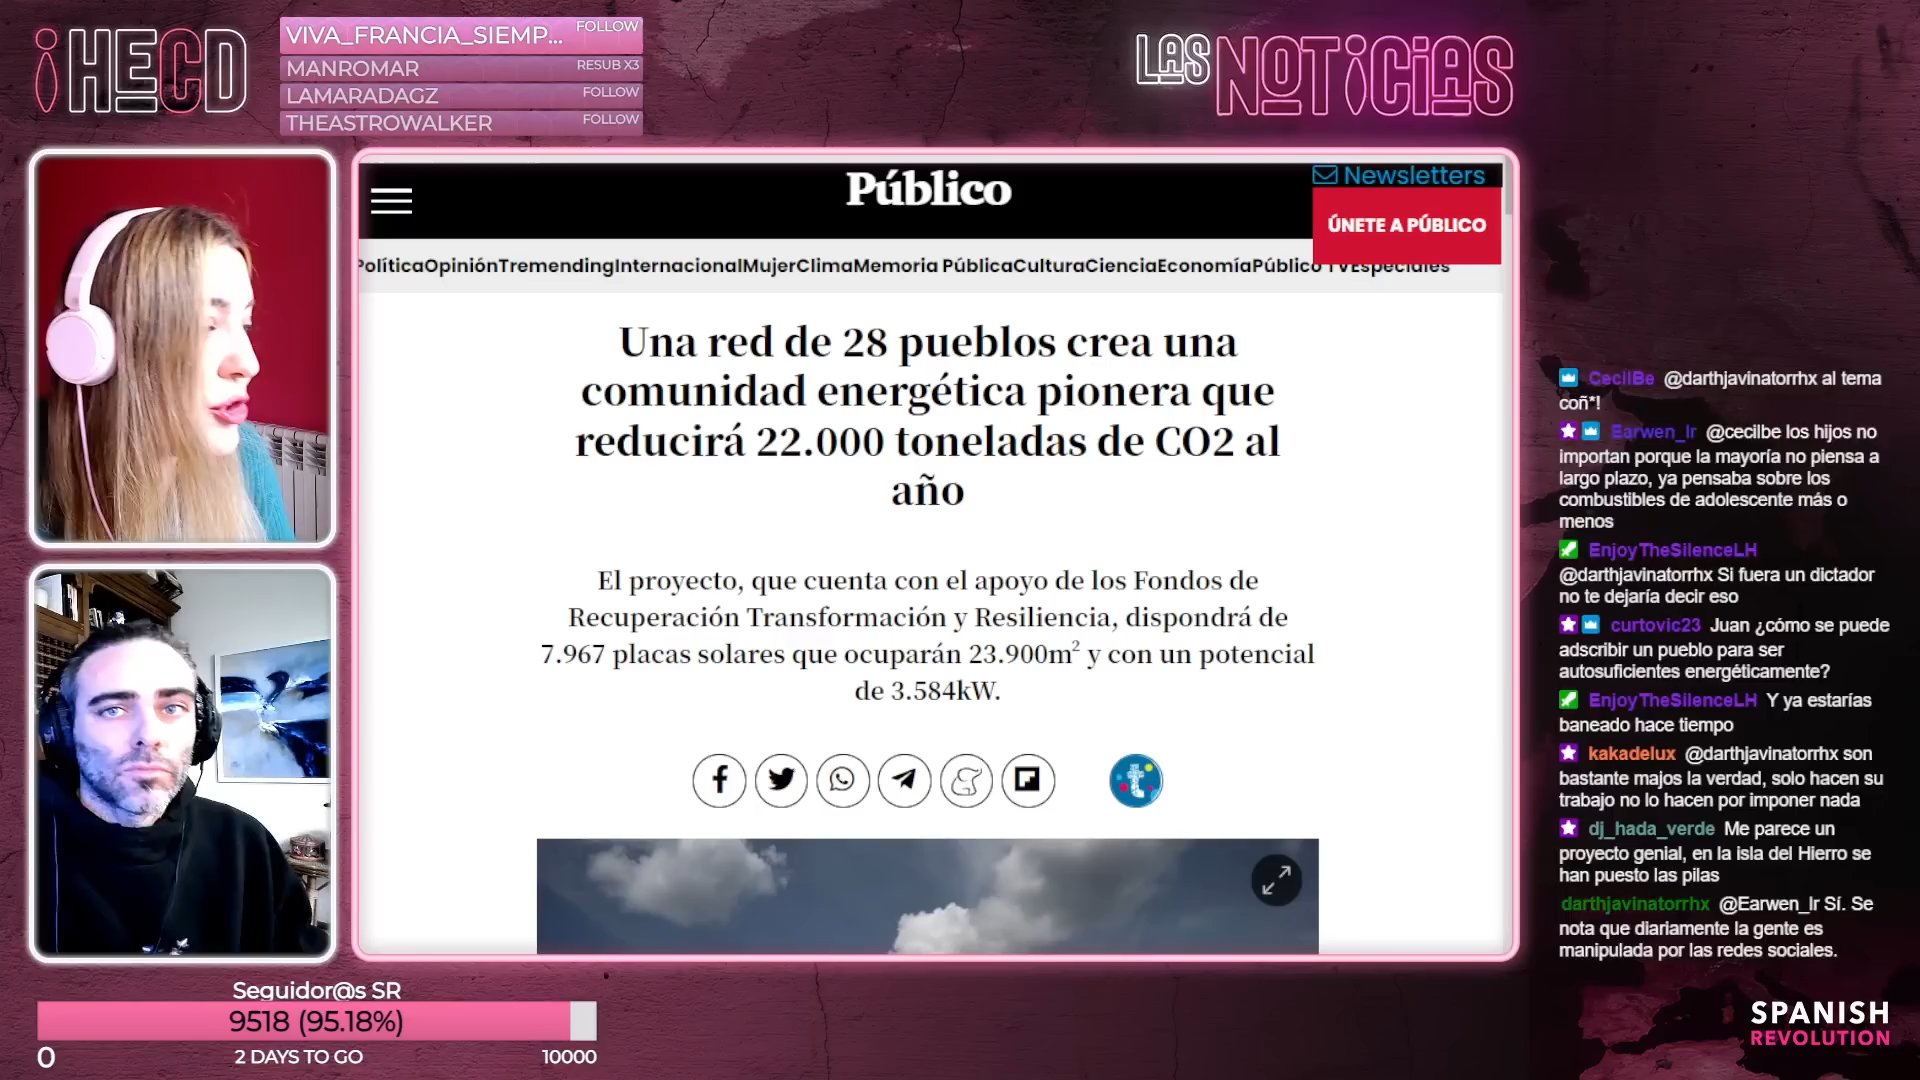 ¡HECD
VIVA_FRANCIA_SIEMP... FOLLOW
MANROMAR RESUB X3
LAMARADAGZ FOLLOW
THEASTROWALKER FOLLOW
LAS NOTICIAS
Público
Newsletters
ÚNETE A PÚBLICO
PolíticaOpiniónTremendingInternacionalMujerClimaMemoria PúblicaCulturaCienciaEconomíaPúblico TVEspeciales
Una red de 28 pueblos crea una
comunidad energética pionera que
reducirá 22.000 toneladas de CO2 al
año
El proyecto, que cuenta con el apoyo de los Fondos de
Recuperación Transformación y Resiliencia, dispondrá de
7.967 placas solares que ocuparán 23.900m² y con un potencial
de 3.584kW.
CecilBe @darthjavinatorrhx al tema
coñ*!
Earwen_lr @cecilbe los hijos no
importan porque la mayoría no piensa a
largo plazo, ya pensaba sobre los
combustibles de adolescente más o
menos
EnjoyTheSilenceLH
@darthjavinatorrhx Si fuera un dictador
no te dejaría decir eso
curtovic23 Juan ¿cómo se puede
adscribir un pueblo para ser
autosuficientes energéticamente?
EnjoyTheSilenceLH Y ya estarías
baneado hace tiempo
kakadelux @darthjavinatorrhx son
bastante majos la verdad, solo hacen su
trabajo no lo hacen por imponer nada
dj_hada_verde Me parece un
proyecto genial, en la isla del Hierro se
han puesto las pilas
darthjavinatorrhx @Earwen_lr Sí. Se
nota que diariamente la gente es
manipulada por las redes sociales.
Seguidor@s SR
9518 (95.18%)
0 2 DAYS TO GO 10000
SPANISH
REVOLUTION